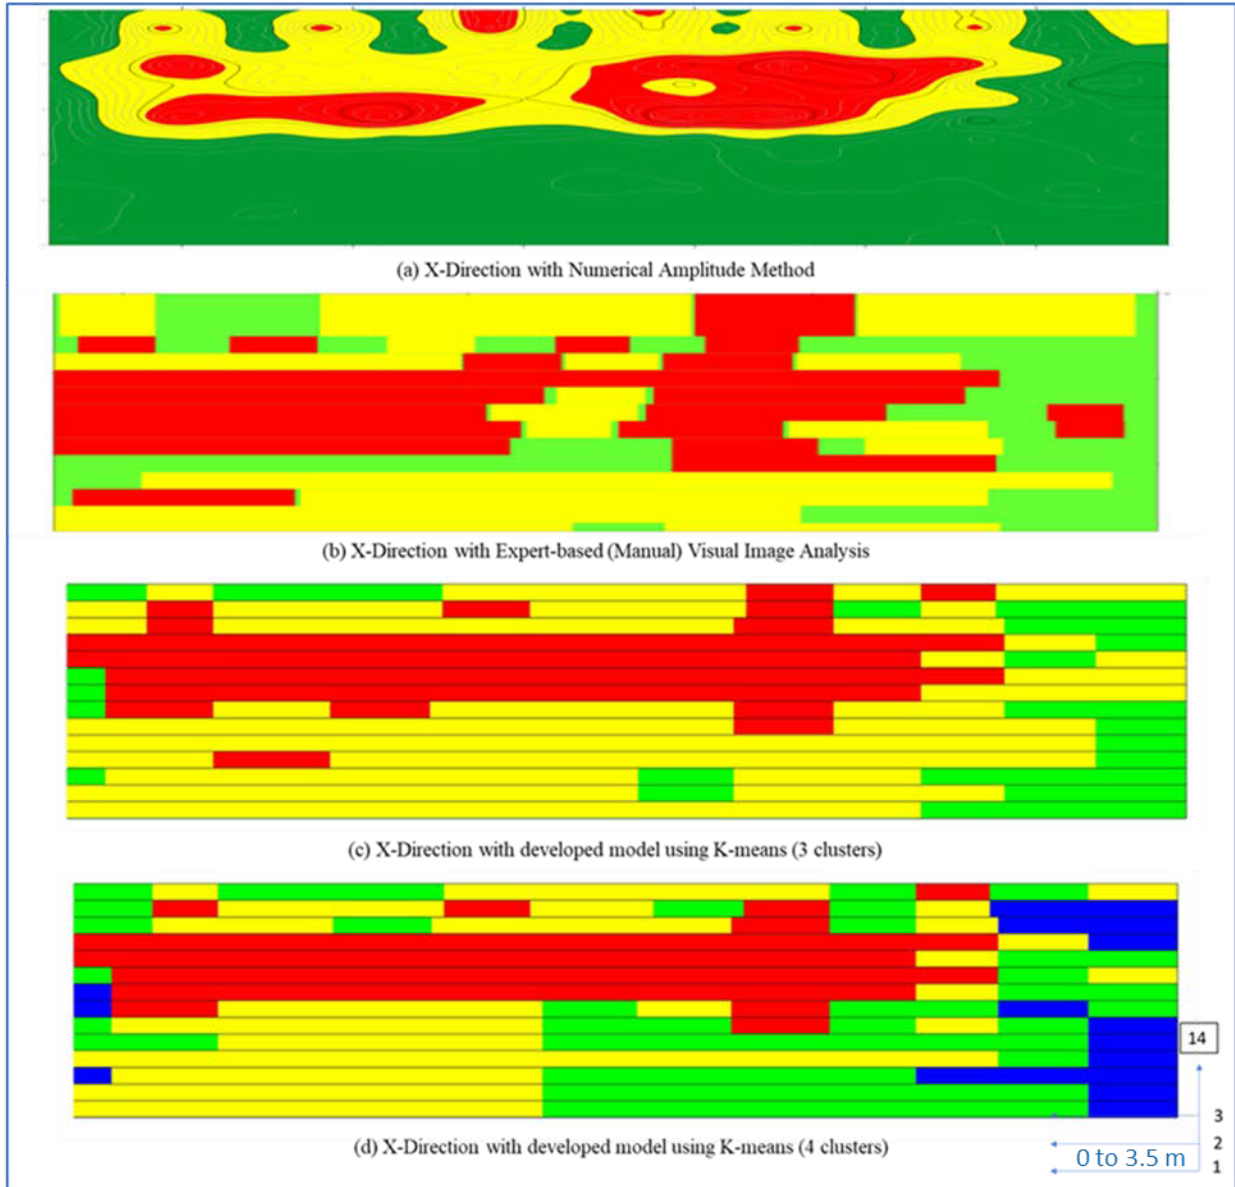 (a) X-Direction with Numerical Amplitude Method
(b) X-Direction with Expert-based (Manual) Visual Image Analysis
(c) X-Direction with developed model using K-means (3 clusters)
14
3
(d) X-Direction with developed model using K-means (4 clusters)
2
0 to 3.5 m
1